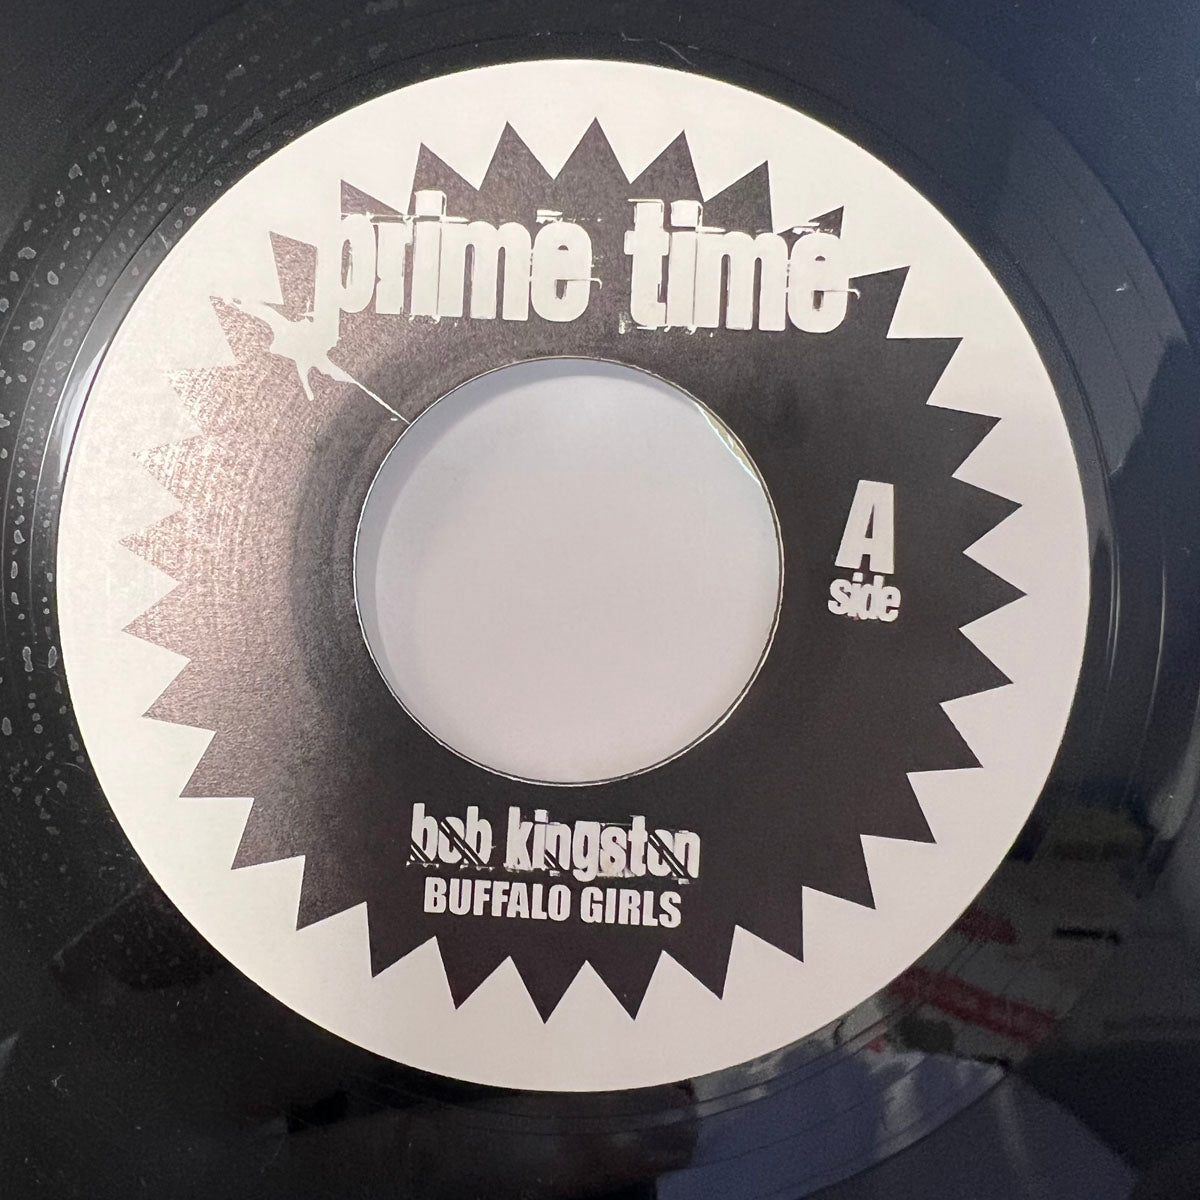 prime time
A
side
bob kingston
BUFFALO GIRLS